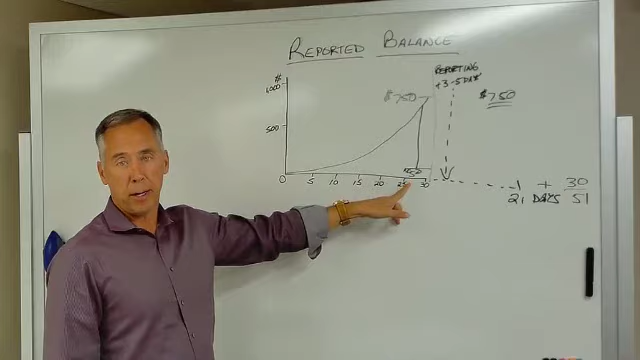 REPORTED BALANCE
$
1000
500
0 5 10 15 20 25 30
$750
REPORTING
+3-5 DAYS
$750
1 + 30
21 DAYS 51